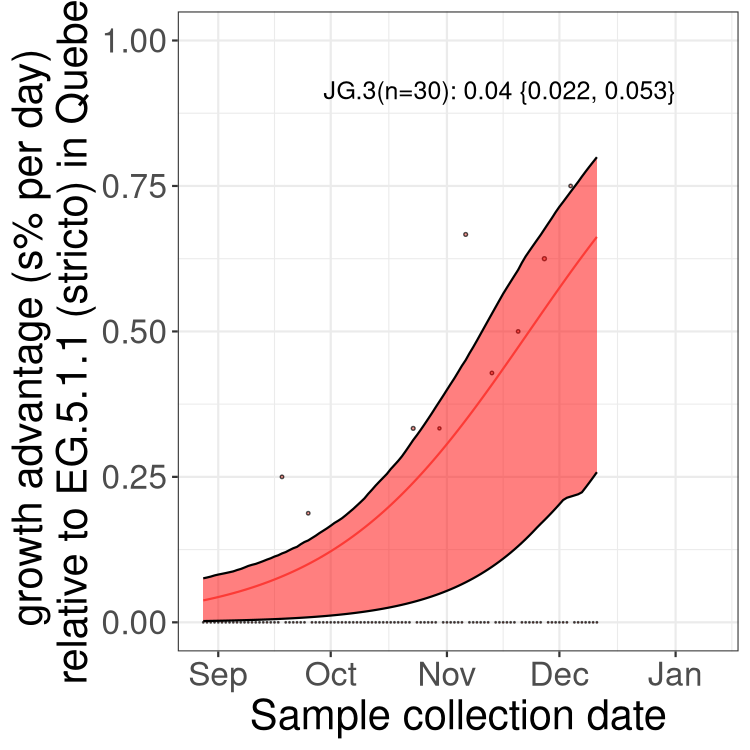 growth advantage (s% per day)
relative to EG.5.1.1 (stricto) in Quebe
1.00
0.75
0.50
0.25
0.00
JG.3(n=30): 0.04 {0.022, 0.053}
Sep Oct Nov Dec Jan
Sample collection date